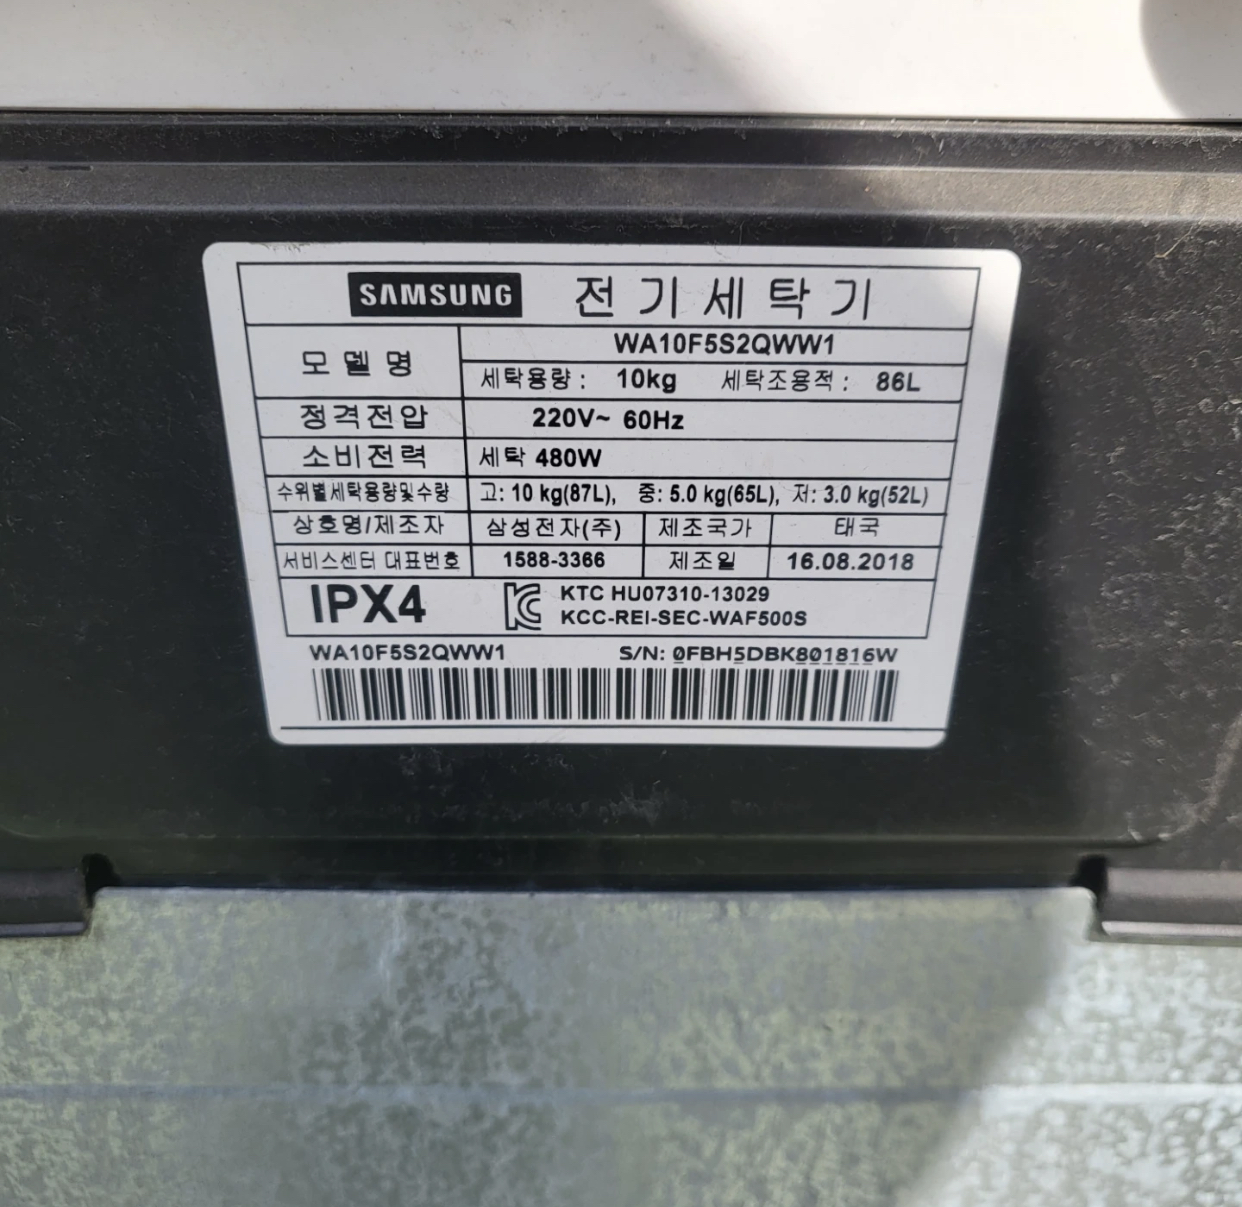 SAMSUNG 전기세탁기
모델명 WA10F5S2QWW1
세탁용량 : 10kg 세탁조용적 : 86L
정격전압 220V~ 60Hz
소비전력 세탁 480W
수위별세탁용량및수량 고: 10 kg(87L), 중: 5.0 kg(65L), 저: 3.0 kg(52L)
상호명/제조자 삼성전자(주) 제조국가 태국
서비스센터 대표번호 1588-3366 제조일 16.08.2018
IPX4 KTC HU07310-13029
KCC-REI-SEC-WAF500S
WA10F5S2QWW1 S/N: 0FBH5DBK801816W